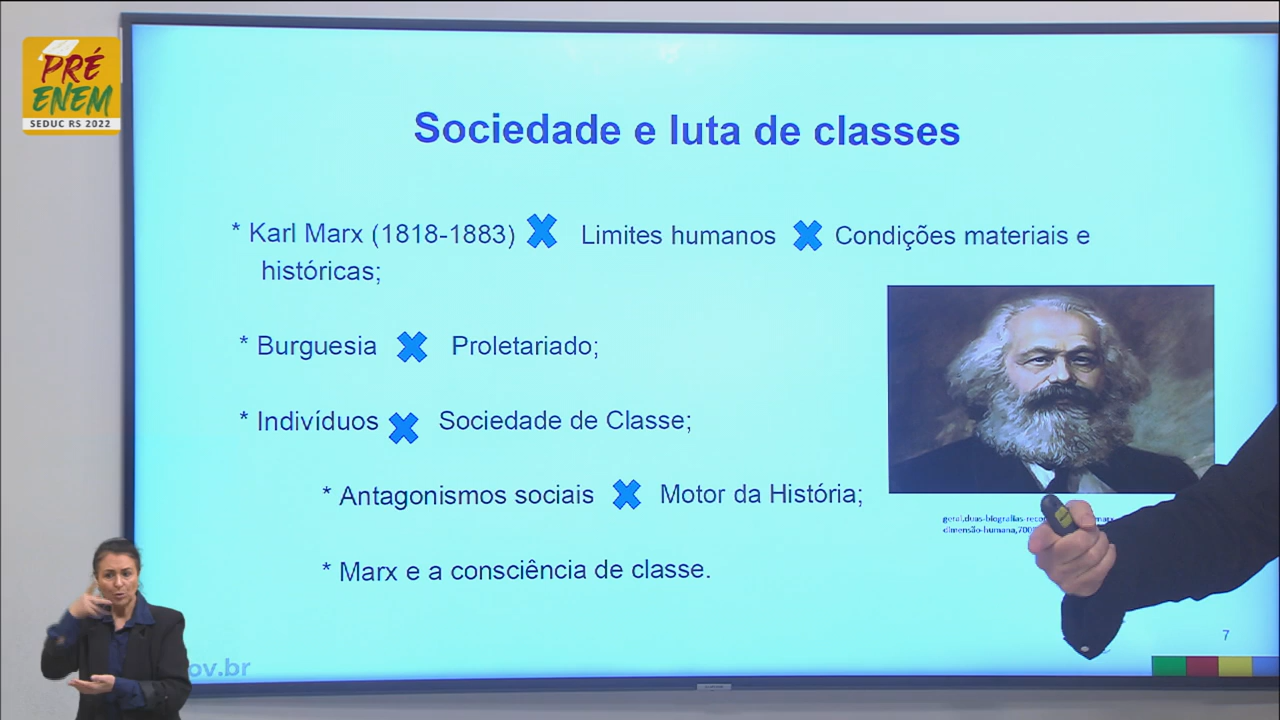 PRÉ
ENEM
SEDUC RS 2022
Sociedade e luta de classes
* Karl Marx (1818-1883) Limites humanos Condições materiais e
históricas;
* Burguesia Proletariado;
* Indivíduos Sociedade de Classe;
* Antagonismos sociais Motor da História;
* Marx e a consciência de classe.
geral,duas-biografias-reco
dimensão-humana,700
7
ov.br